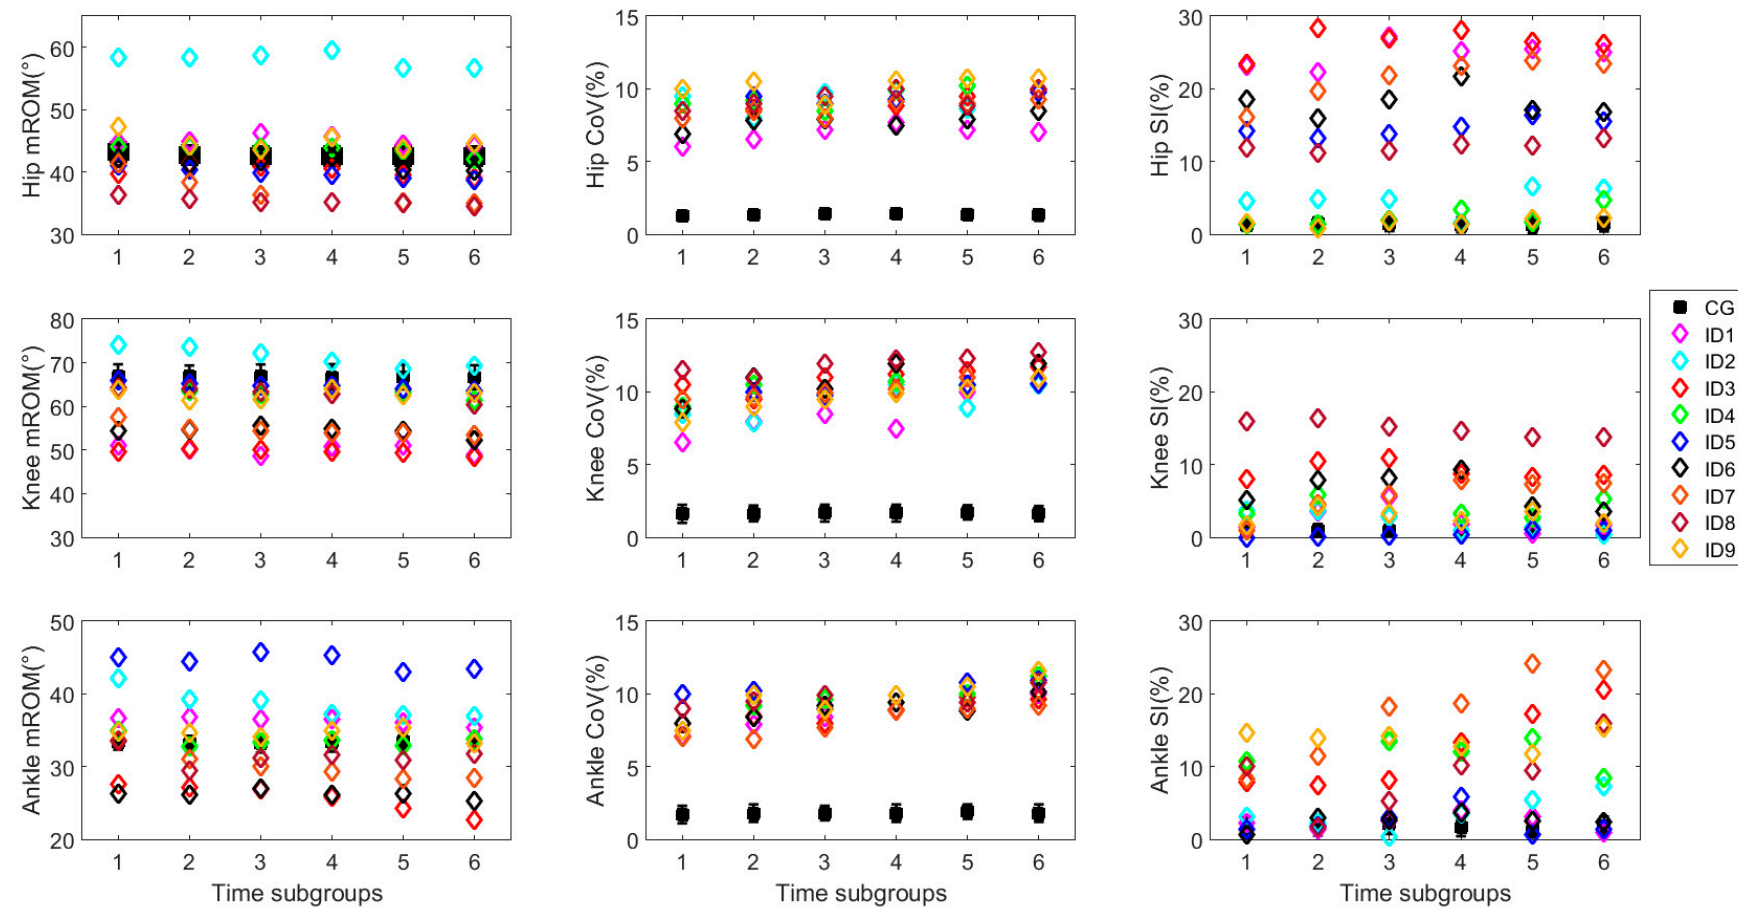 Hip mROM(°)
60
50
40
30
1 2 3 4 5 6
Hip CoV(%)
15
10
5
0
1 2 3 4 5 6
Hip SI(%)
30
20
10
0
1 2 3 4 5 6
Knee mROM(°)
80
70
60
50
40
30
1 2 3 4 5 6
Knee CoV(%)
15
10
5
0
1 2 3 4 5 6
Knee SI(%)
30
20
10
0
1 2 3 4 5 6
CG
ID1
ID2
ID3
ID4
ID5
ID6
ID7
ID8
ID9
Ankle mROM(°)
50
40
30
20
1 2 3 4 5 6
Time subgroups
Ankle CoV(%)
15
10
5
0
1 2 3 4 5 6
Time subgroups
Ankle SI(%)
30
20
10
0
1 2 3 4 5 6
Time subgroups